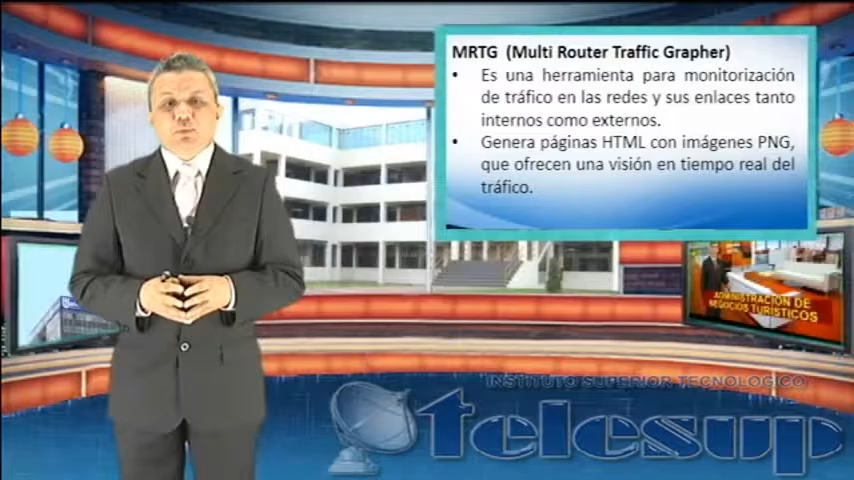 MRTG (Multi Router Traffic Grapher)
• Es una herramienta para monitorización
de tráfico en las redes y sus enlaces tanto
internos como externos.
• Genera páginas HTML con imágenes PNG,
que ofrecen una visión en tiempo real del
tráfico.
ADMINISTRACIÓN DE
NEGOCIOS TURÍSTICOS
INSTITUTO SUPERIOR TECNOLOGICO
telesup